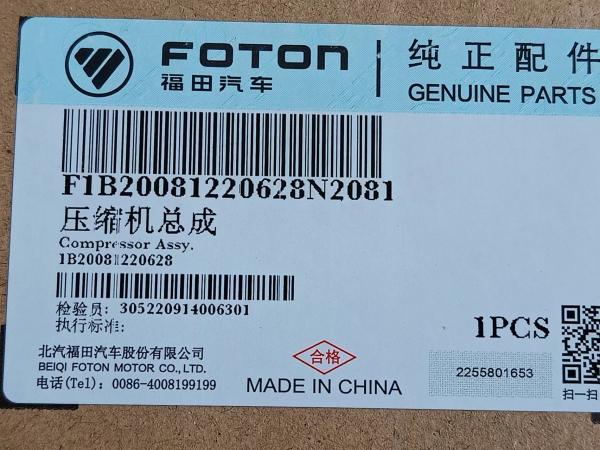 FOTON
福田汽车
纯正配件
GENUINE PARTS
F1B20081220628N2081
压缩机总成
Compressor Assy.
1B20081220628
检验员: 305220914006301
执行标准:
1PCS
北汽福田汽车股份有限公司
BEIQI FOTON MOTOR CO., LTD.
电话(Tel): 0086-4008199199
合格
MADE IN CHINA
2255801653
扫一扫